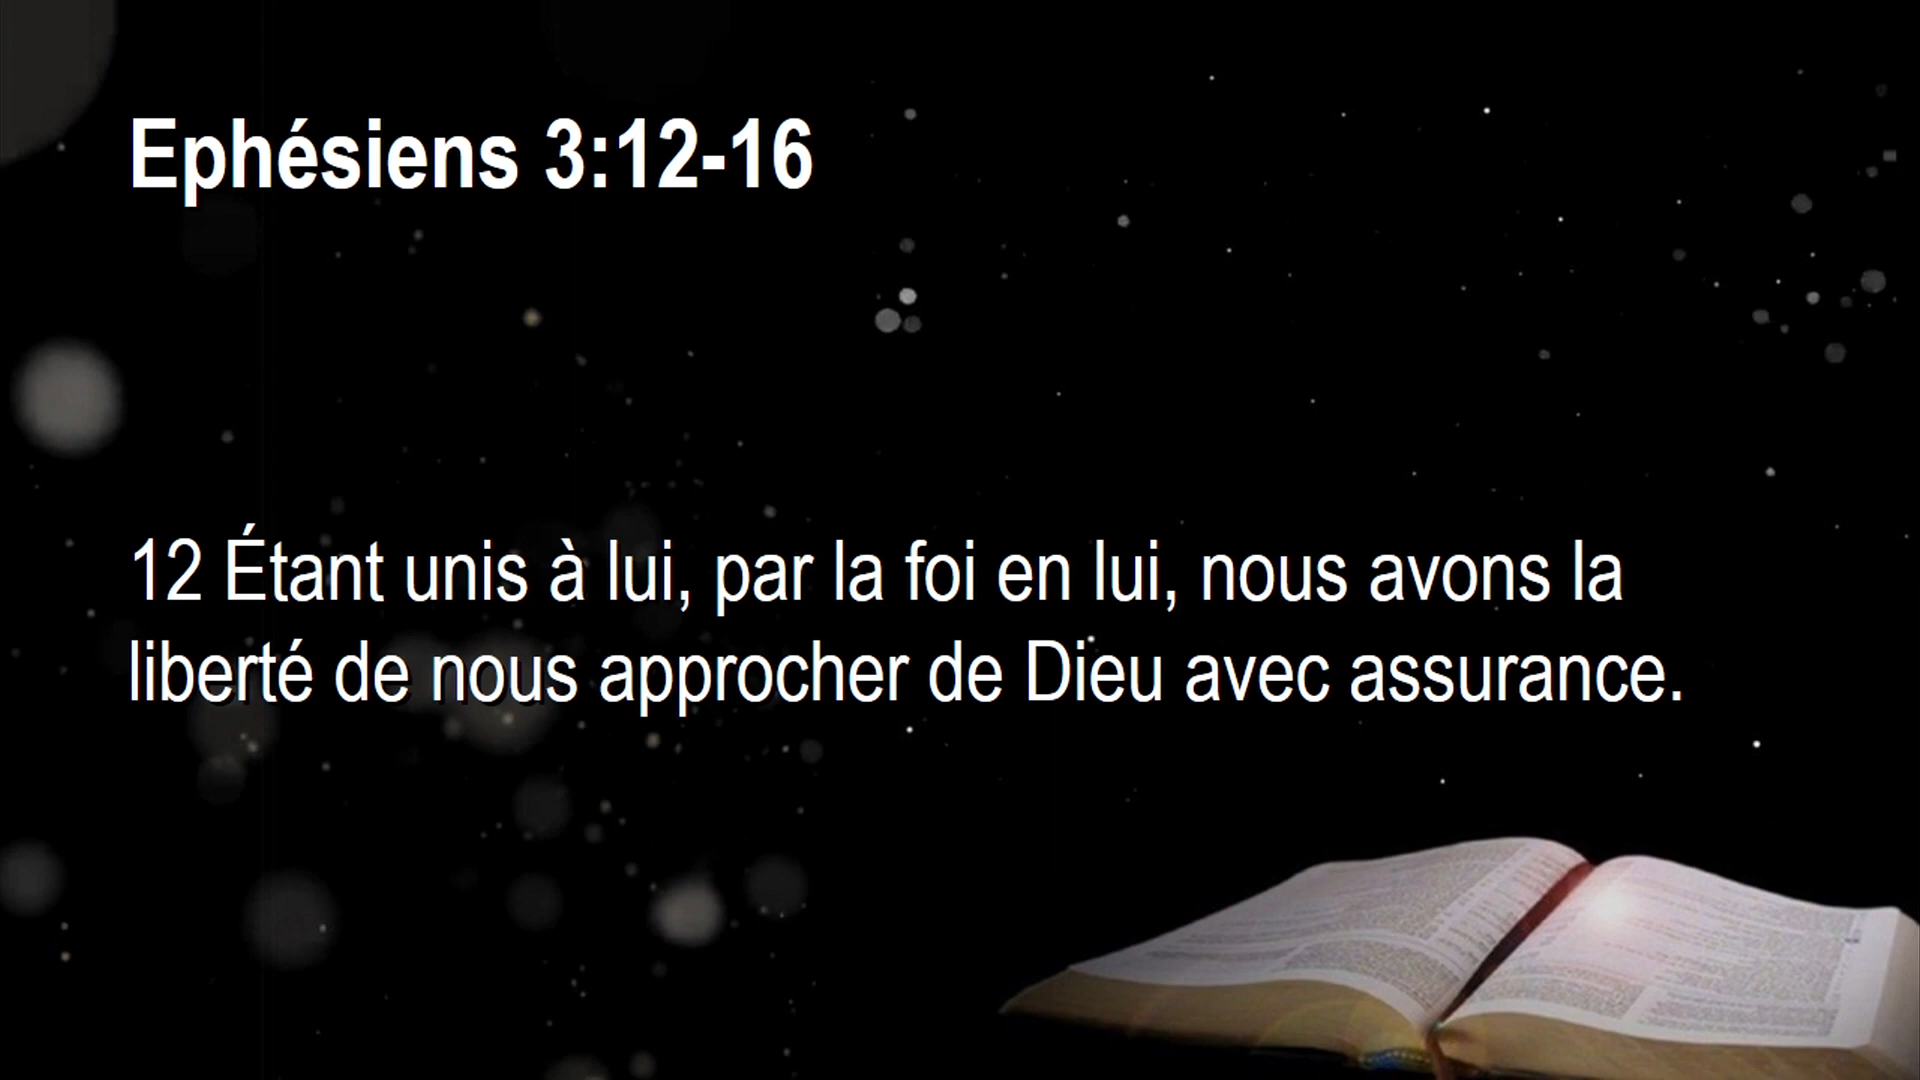 Ephésiens 3:12-16
12 Étant unis à lui, par la foi en lui, nous avons la
liberté de nous approcher de Dieu avec assurance.